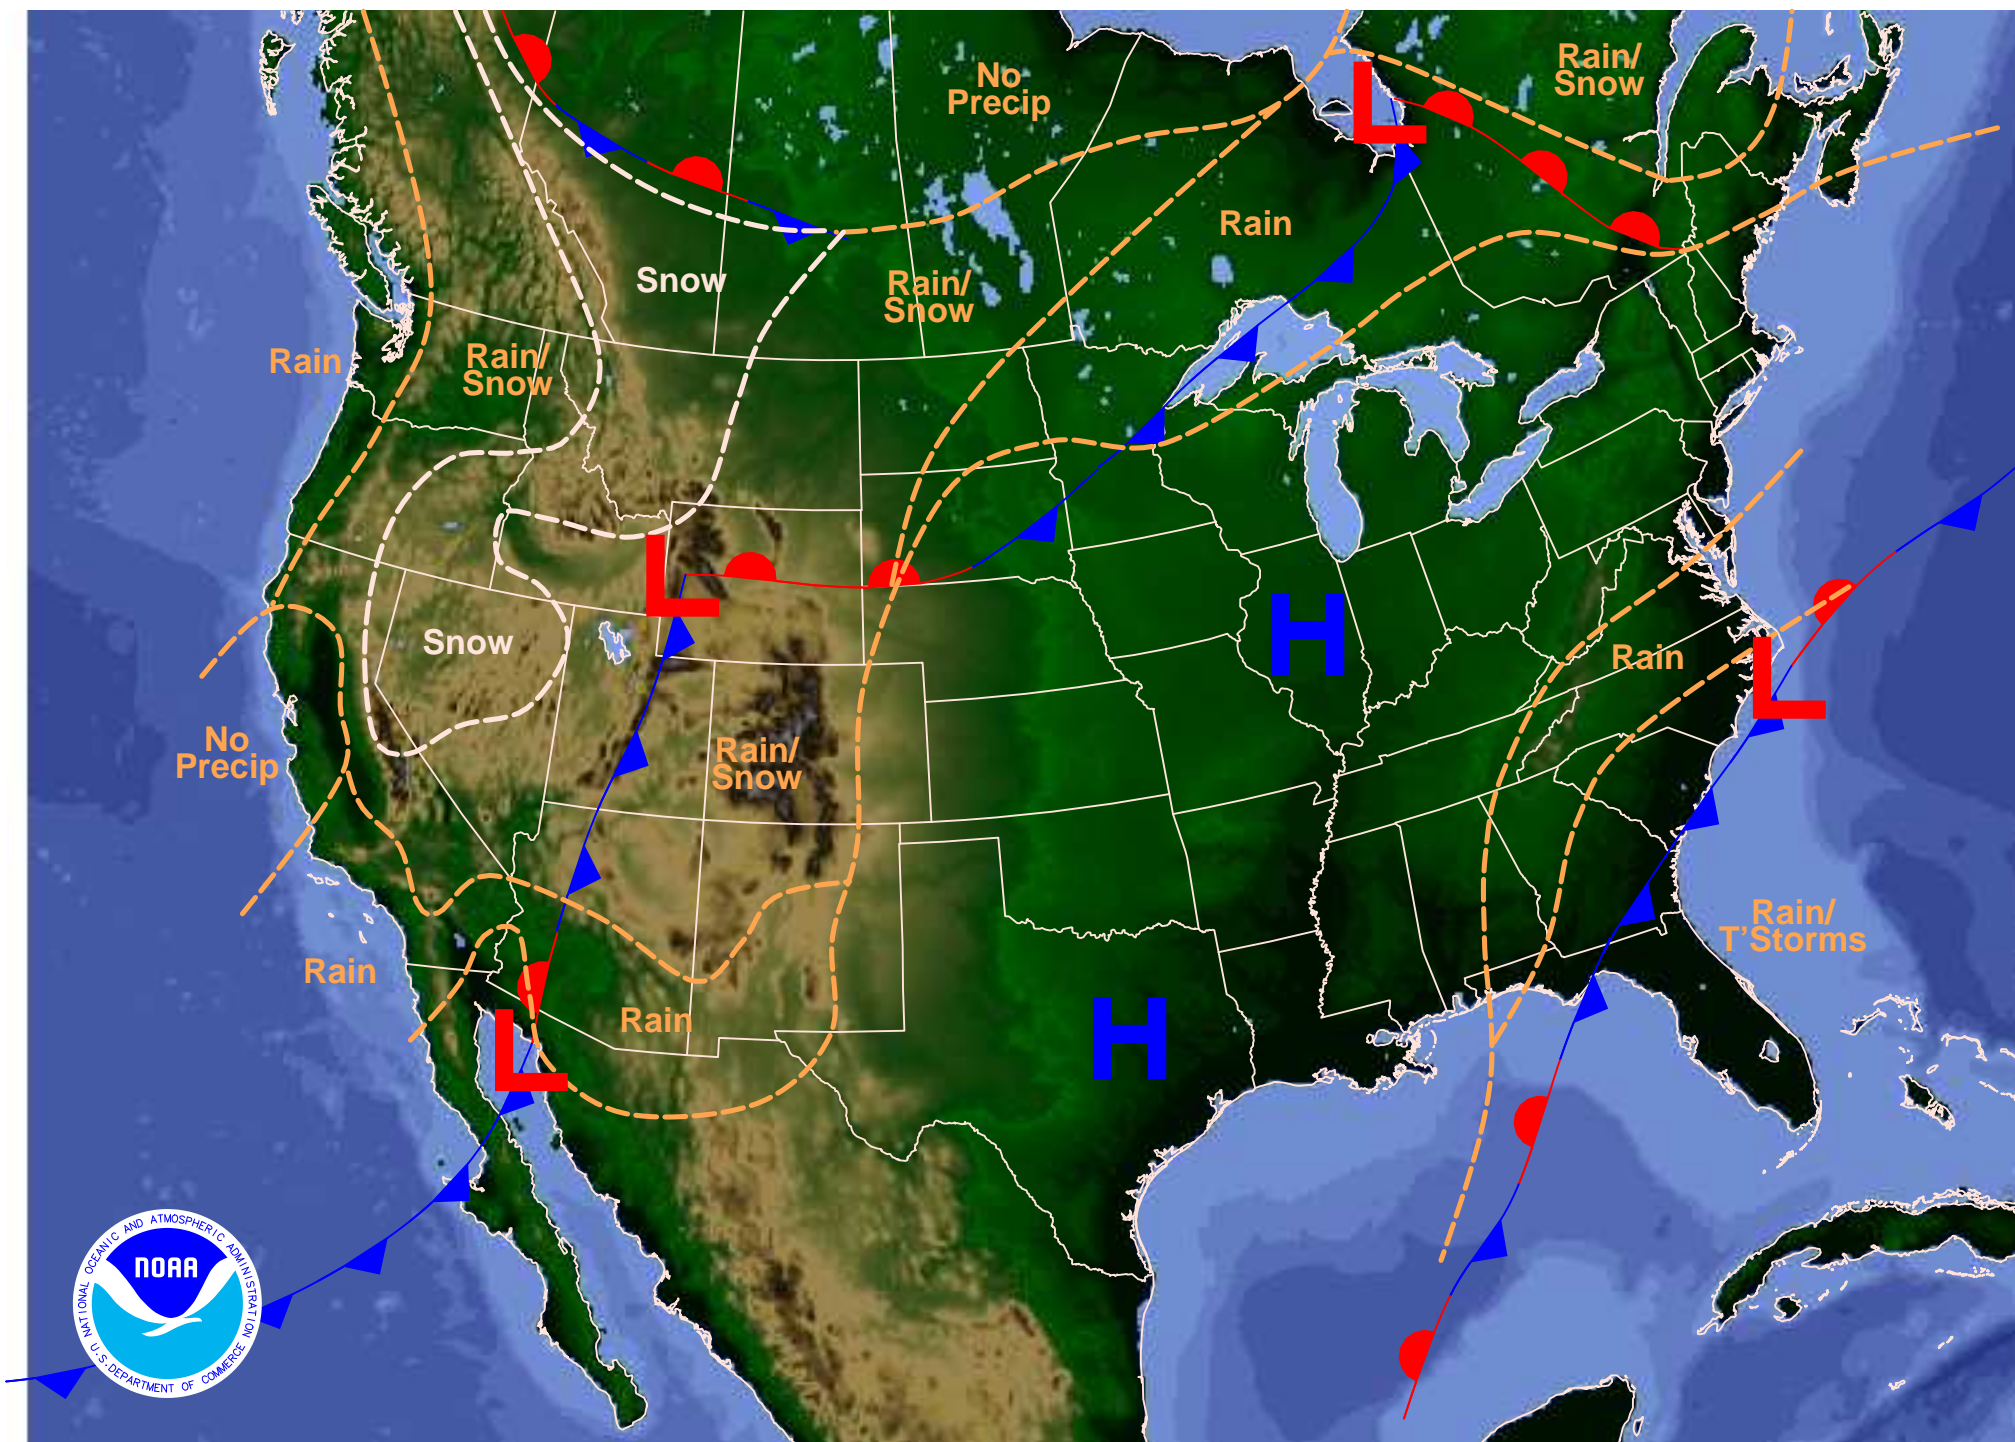 No
Precip
Rain/
Snow
L
Rain
Snow
Rain/
Snow
Rain
Rain/
Snow
L
H
Snow
Rain
L
No
Precip
Rain/
Snow
Rain/
T'Storms
Rain
Rain
L
H
NATIONAL OCEANIC AND ATMOSPHERIC ADMINISTRATION
NOAA
U.S. DEPARTMENT OF COMMERCE